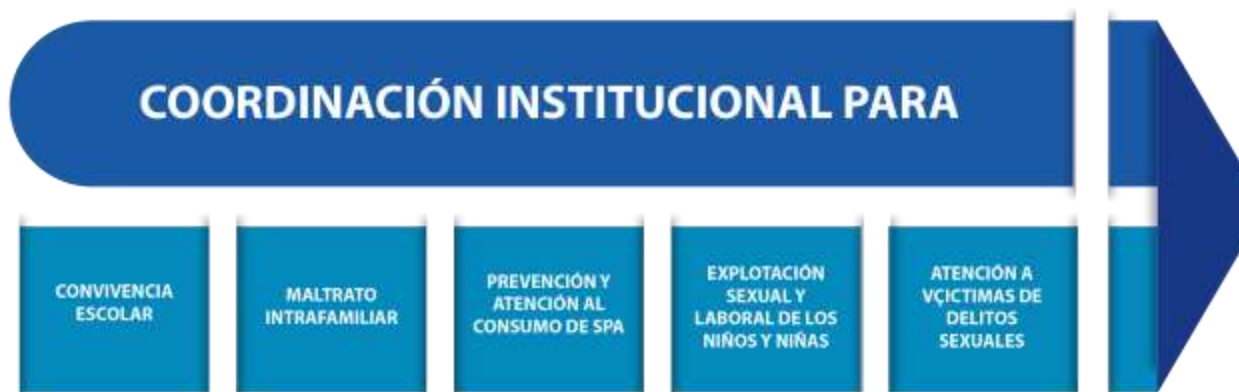 COORDINACIÓN INSTITUCIONAL PARA
CONVIVENCIA
ESCOLAR
MALTRATO
INTRAFAMILIAR
PREVENCIÓN Y
ATENCIÓN AL
CONSUMO DE SPA
EXPLOTACIÓN
SEXUAL Y
LABORAL DE LOS
NIÑOS Y NIÑAS
ATENCIÓN A
VÇICTIMAS DE
DELITOS
SEXUALES